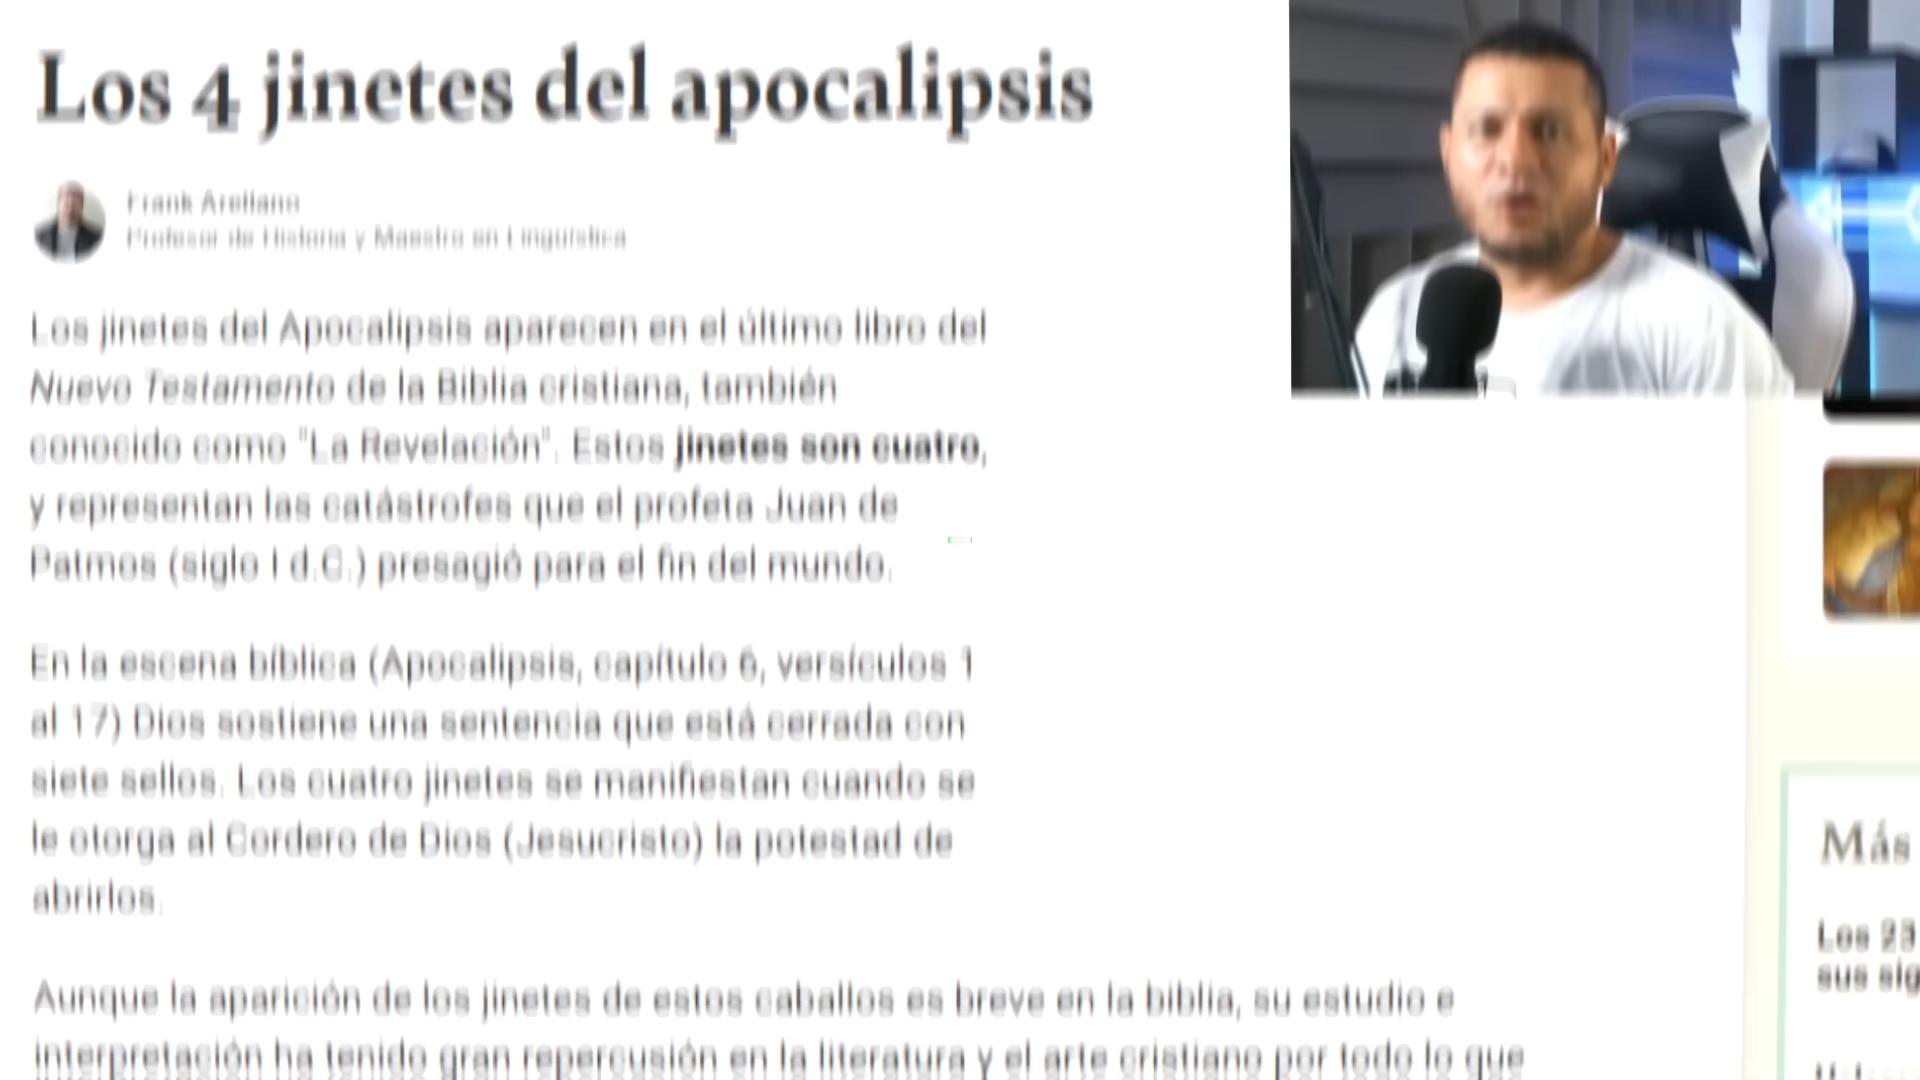 Los 4 jinetes del apocalipsis
Frank Arellano
Profesor de Historia y Maestro en Lingüística
Los jinetes del Apocalipsis aparecen en el último libro del
Nuevo Testamento de la Biblia cristiana, también
conocido como "La Revelación". Estos jinetes son cuatro,
y representan las catástrofes que el profeta Juan de
Patmos (siglo I d.C.) presagió para el fin del mundo.
En la escena bíblica (Apocalipsis, capítulo 6, versículos 1
al 17) Dios sostiene una sentencia que está cerrada con
siete sellos. Los cuatro jinetes se manifiestan cuando se
le otorga al Cordero de Dios (Jesucristo) la potestad de
abrirlos.
Aunque la aparición de los jinetes de estos caballos es breve en la biblia, su estudio e
interpretación ha tenido gran repercusión en la literatura y el arte cristiano por todo lo que
Más
Los 23
sus sig